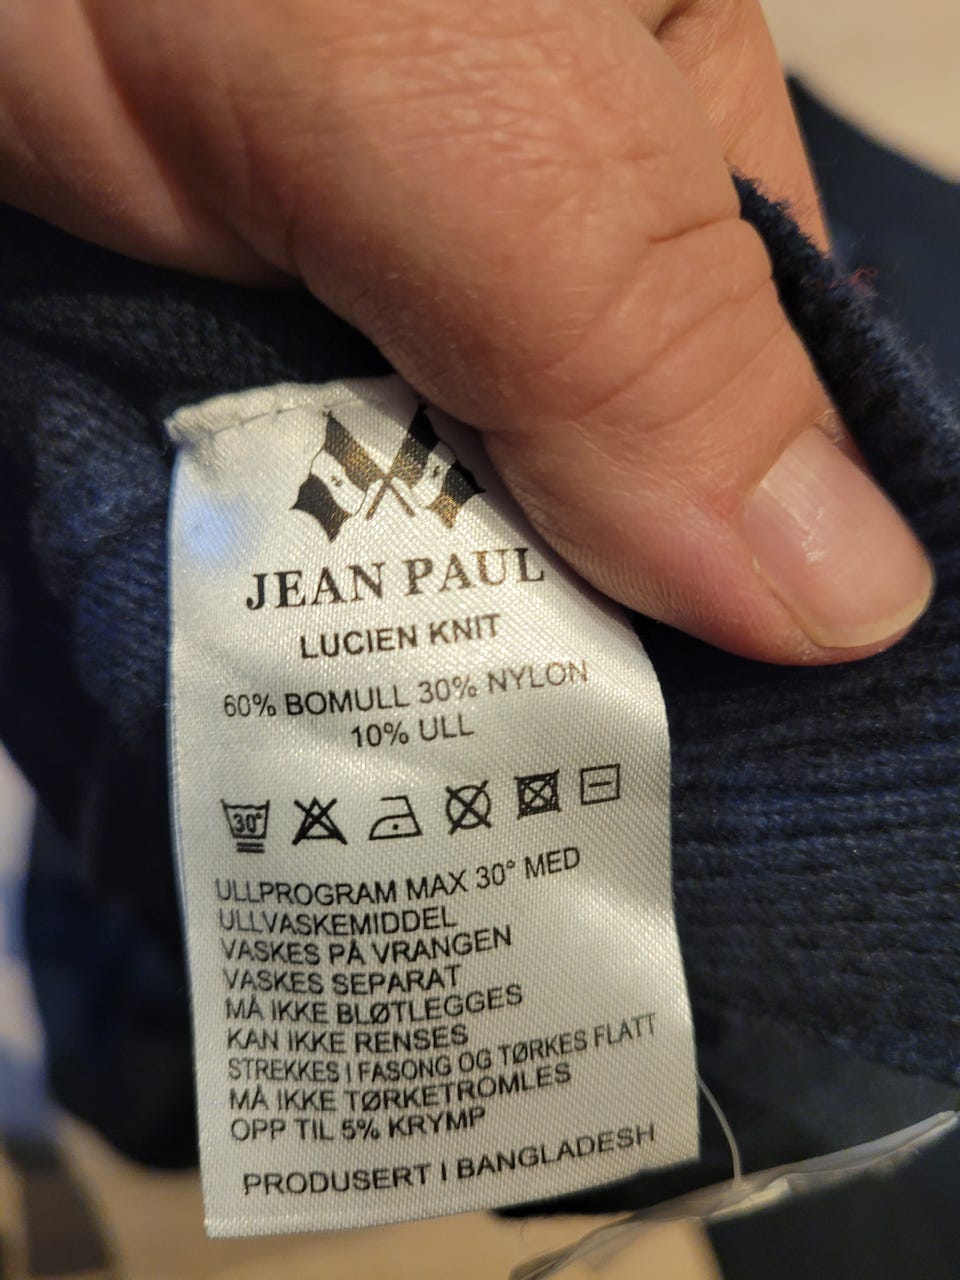 JEAN PAUL
LUCIEN KNIT
60% BOMULL 30% NYLON
10% ULL
30°
ULLPROGRAM MAX 30° MED
ULLVASKEMIDDEL
VASKES PÅ VRANGEN
VASKES SEPARAT
MÅ IKKE BLØTLEGGES
KAN IKKE RENSES
STREKKES I FASONG OG TØRKES FLATT
MÅ IKKE TØRKETROMLES
OPP TIL 5% KRYMP
PRODUSERT I BANGLADESH